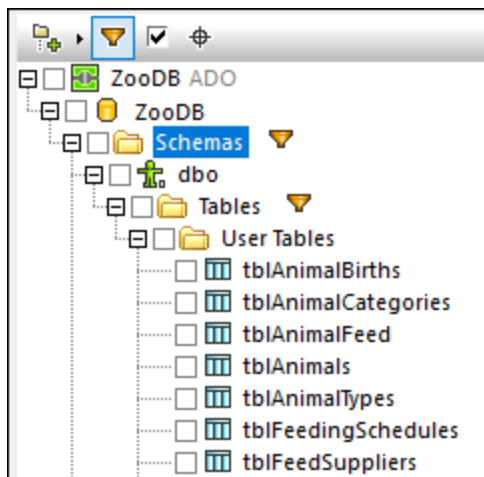 ZooDB ADO
ZooDB
Schemas
dbo
Tables
User Tables
tblAnimalBirths
tblAnimalCategories
tblAnimalFeed
tblAnimals
tblAnimalTypes
tblFeedingSchedules
tblFeedSuppliers